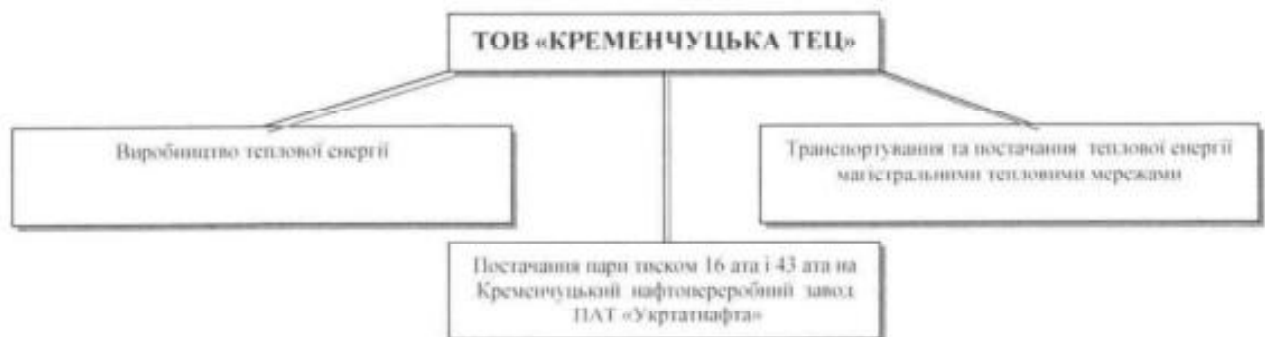 ТОВ «КРЕМЕНЧУЦЬКА ТЕЦ»
Виробництво теплової енергії
Транспортування та постачання теплової енергії
магістральними тепловими мережами
Постачання пари тиском 16 ата і 43 ата на
Кременчуцький нафтопереробний завод
ПАТ «Укртатнафта»